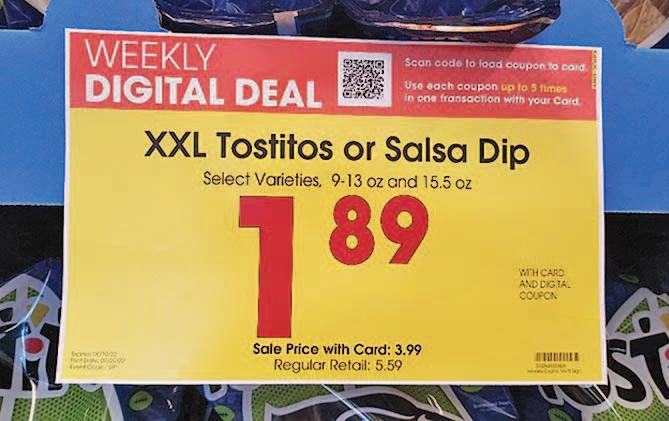 WEEKLY
DIGITAL DEAL
Scan code to load coupon to card.
Use each coupon up to 5 times
in one transaction with your Card.
XXL Tostitos or Salsa Dip
Select Varieties, 9-13 oz and 15.5 oz
1 89
WITH CARD
AND DIGITAL
COUPON
Sale Price with Card: 3.99
Regular Retail: 5.59